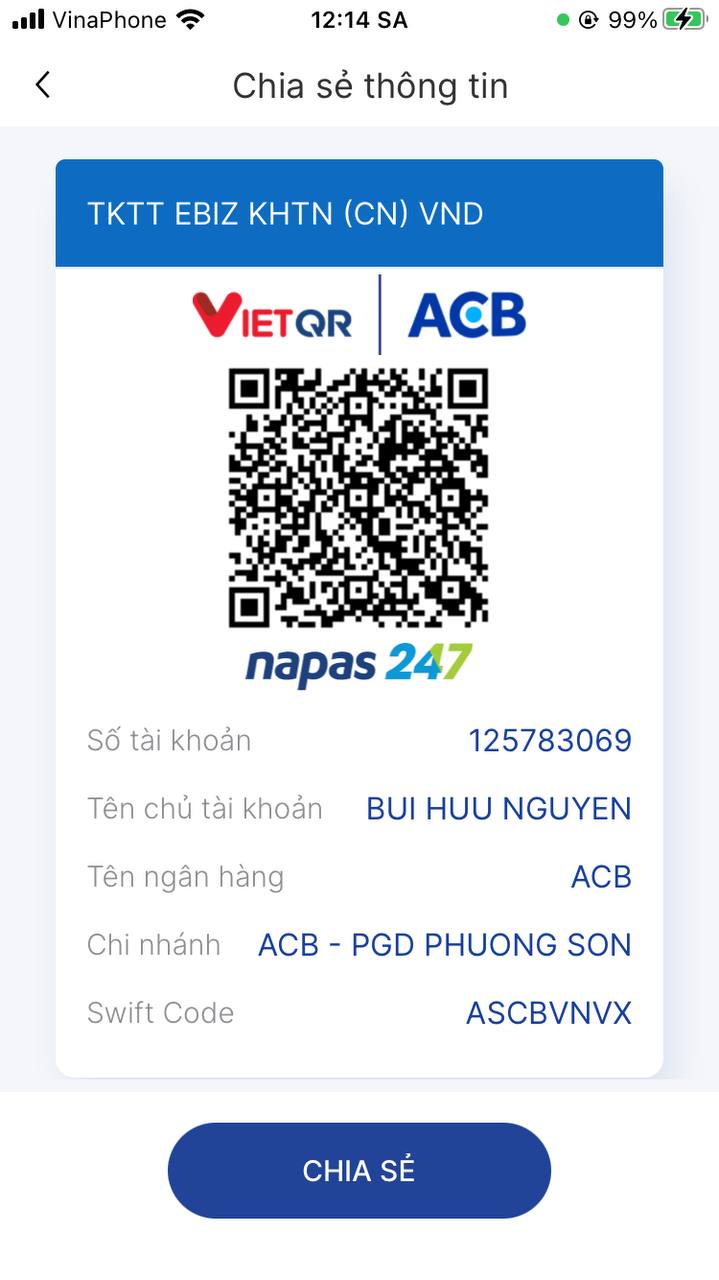 VinaPhone 12:14 SA 99%
Chia sẻ thông tin
TKTT EBIZ KHTN (CN) VND
VIETQR ACB
napas 247
Số tài khoản 125783069
Tên chủ tài khoản BUI HUU NGUYEN
Tên ngân hàng ACB
Chi nhánh ACB - PGD PHUONG SON
Swift Code ASCBVNVX
CHIA SẺ